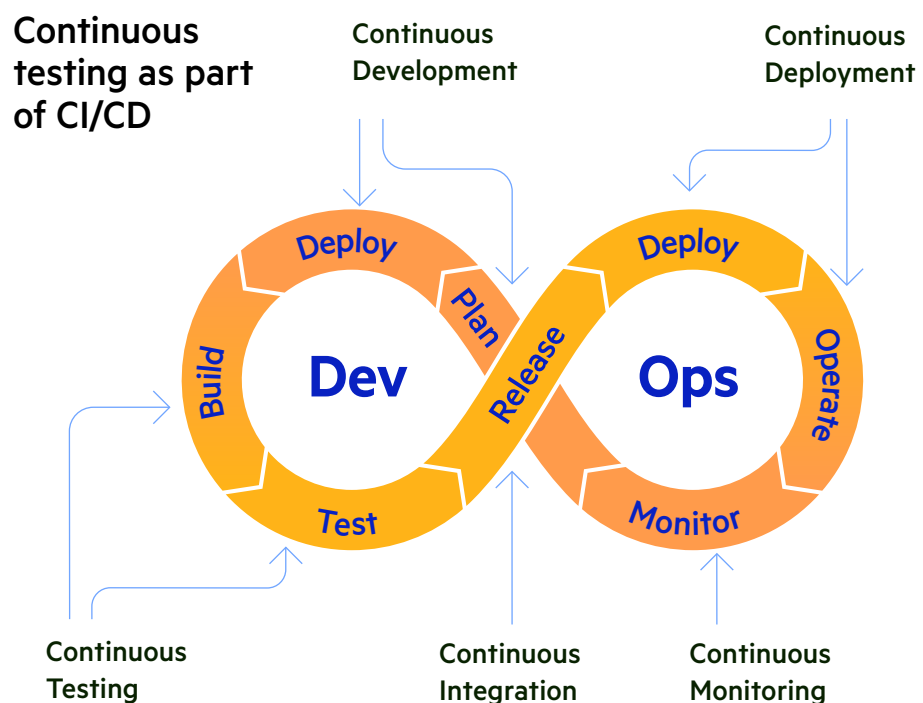 Continuous
testing as part
of CI/CD
Continuous
Development
Continuous
Deployment
Deploy
Plan
Build
Dev
Test
Release
Deploy
Ops
Operate
Monitor
Continuous
Testing
Continuous
Integration
Continuous
Monitoring